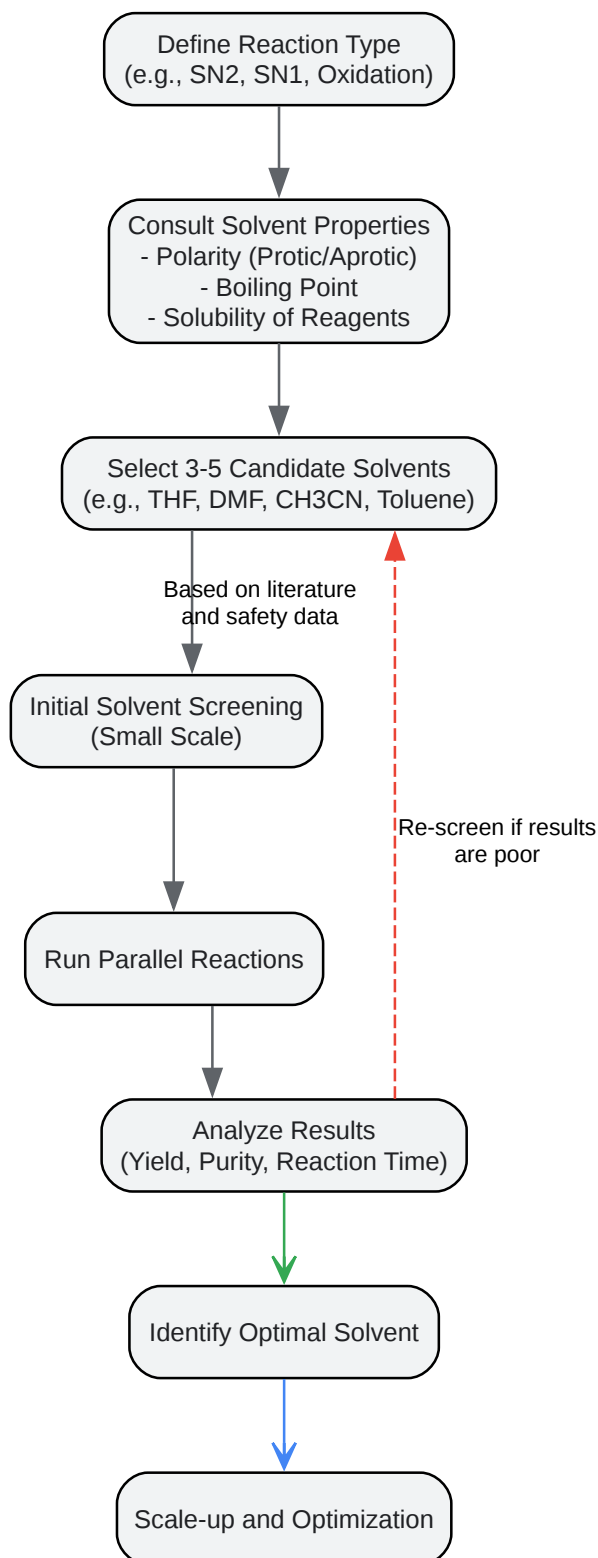 Define Reaction Type
(e.g., SN2, SN1, Oxidation)
Consult Solvent Properties
- Polarity (Protic/Aprotic)
- Boiling Point
- Solubility of Reagents
Select 3-5 Candidate Solvents
(e.g., THF, DMF, CH3CN, Toluene)
Based on literature
and safety data
Initial Solvent Screening
(Small Scale)
Re-screen if results
are poor
Run Parallel Reactions
Analyze Results
(Yield, Purity, Reaction Time)
Identify Optimal Solvent
Scale-up and Optimization